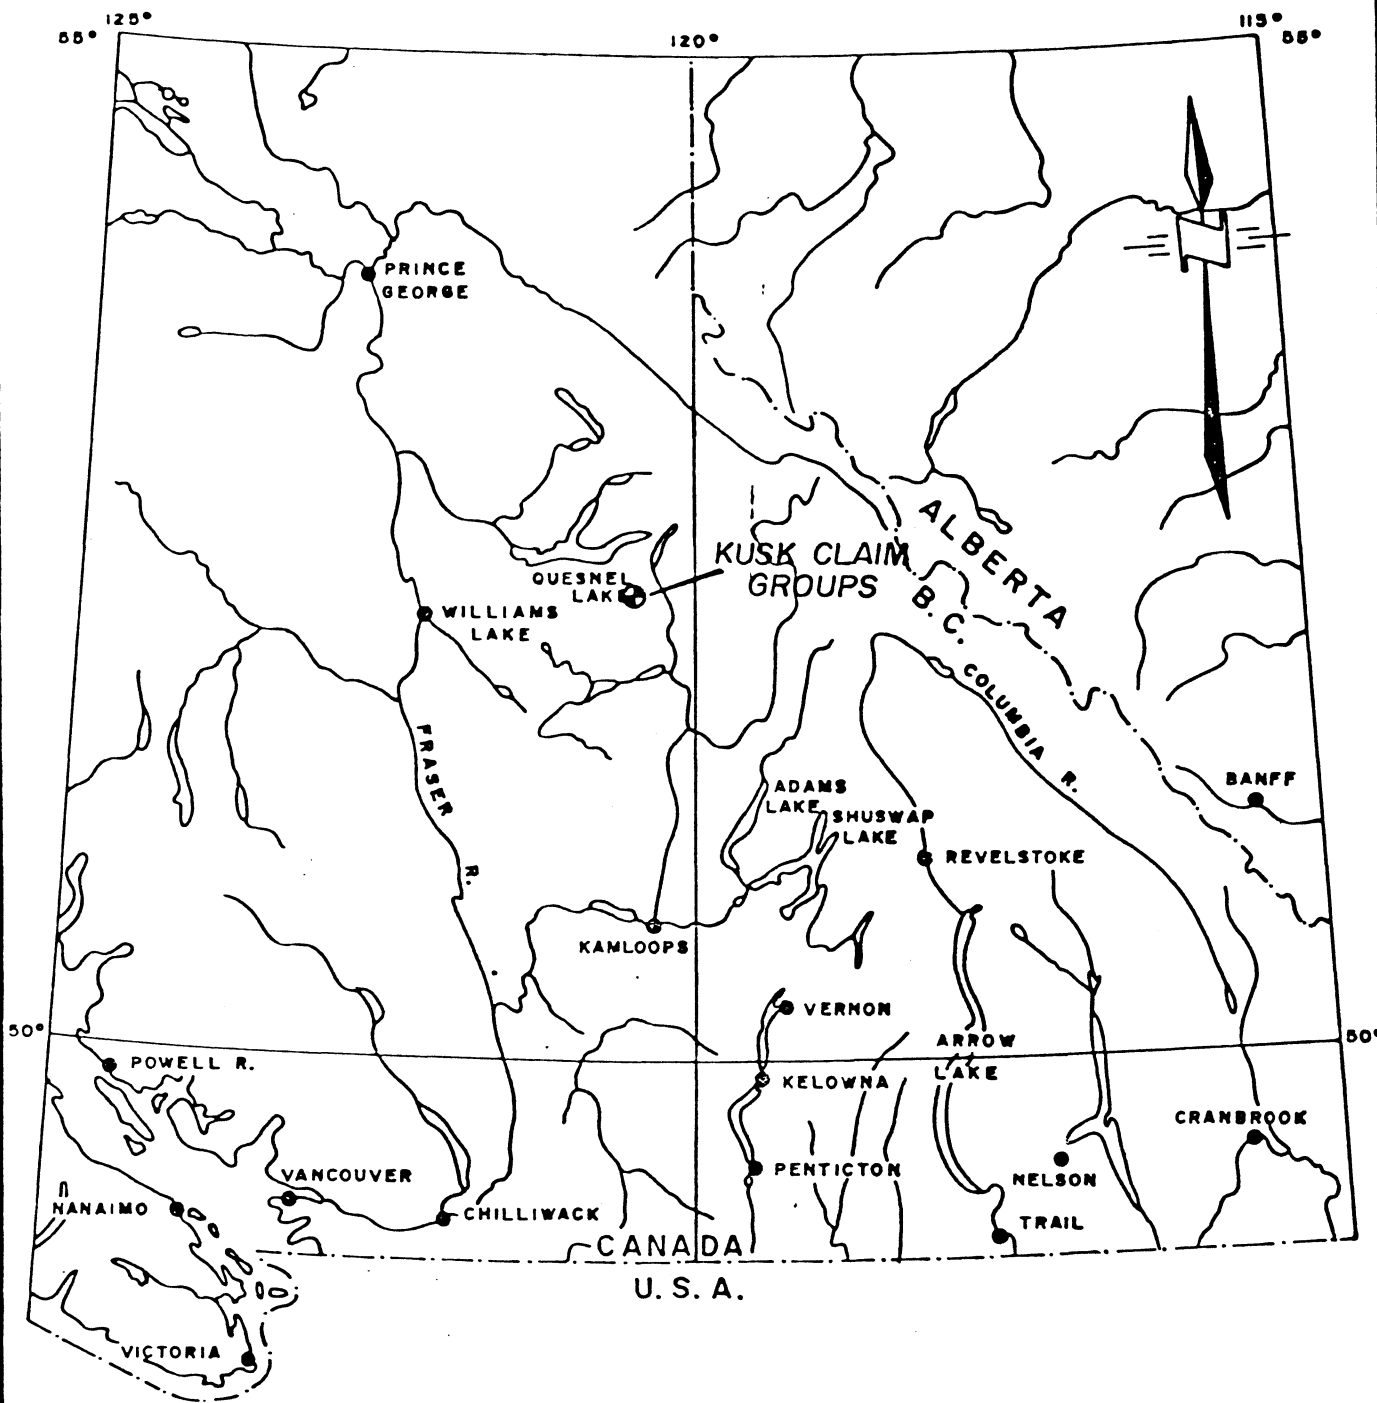 125°
55°
120°
115°
55°
PRINCE
GEORGE
ALBERTA
B.C.
KUSK CLAIM
GROUPS
QUESNEL
LAKE
WILLIAMS
LAKE
COLUMBIA R.
FRASER R.
BANFF
ADAMS
LAKE
SHUSWAP
LAKE
REVELSTOKE
KAMLOOPS
VERNON
50°
50°
ARROW
LAKE
POWELL R.
KELOWNA
CRANBROOK
VANCOUVER
PENTICTON
NELSON
NANAIMO
CHILLIWACK
TRAIL
CANADA
U.S.A.
VICTORIA